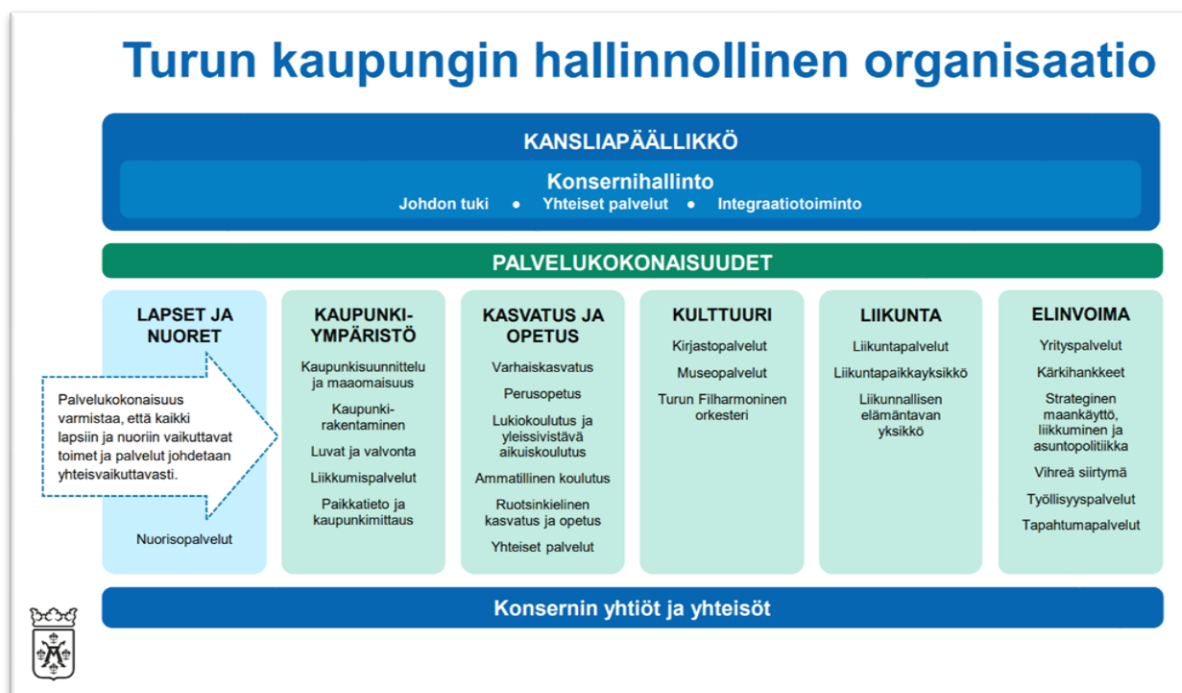 Turun kaupungin hallinnollinen organisaatio
KANSLIAPÄÄLLIKKÖ
Konsernihallinto
Johdon tuki ● Yhteiset palvelut ● Integraatiotoiminto
PALVELUKOKONAISUUDET
LAPSET JA
NUORET
Palvelukokonaisuus
varmistaa, että kaikki
lapsiin ja nuoriin vaikuttavat
toimet ja palvelut johdetaan
yhteisvaikuttavasti.
Nuorisopalvelut
KAUPUNKI-
YMPÄRISTÖ
Kaupunkisuunnittelu
ja maaomaisuus
Kaupunki-
rakentaminen
Luvat ja valvonta
Liikkumispalvelut
Paikkatieto ja
kaupunkimittaus
KASVATUS JA
OPETUS
Varhaiskasvatus
Perusopetus
Lukiokoulutus ja
yleissivistävä
aikuiskoulutus
Ammatillinen koulutus
Ruotsinkielinen
kasvatus ja opetus
Yhteiset palvelut
KULTTUURI
Kirjastopalvelut
Museopalvelut
Turun Filharmoninen
orkesteri
LIIKUNTA
Liikuntapalvelut
Liikuntapaikkayksikkö
Liikunnallisen
elämäntavan
yksikkö
ELINVOIMA
Yrityspalvelut
Kärkihankkeet
Strateginen
maankäyttö,
liikkuminen ja
asuntopolitiikka
Vihreä siirtymä
Työllisyyspalvelut
Tapahtumapalvelut
Konsernin yhtiöt ja yhteisöt